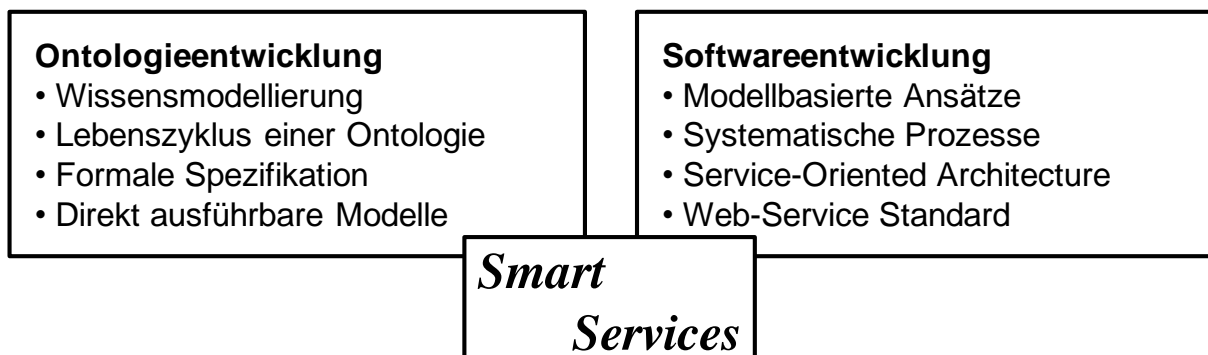 Ontologieentwicklung
• Wissensmodellierung
• Lebenszyklus einer Ontologie
• Formale Spezifikation
• Direkt ausführbare Modelle
Softwareentwicklung
• Modellbasierte Ansätze
• Systematische Prozesse
• Service-Oriented Architecture
• Web-Service Standard
Smart
Services